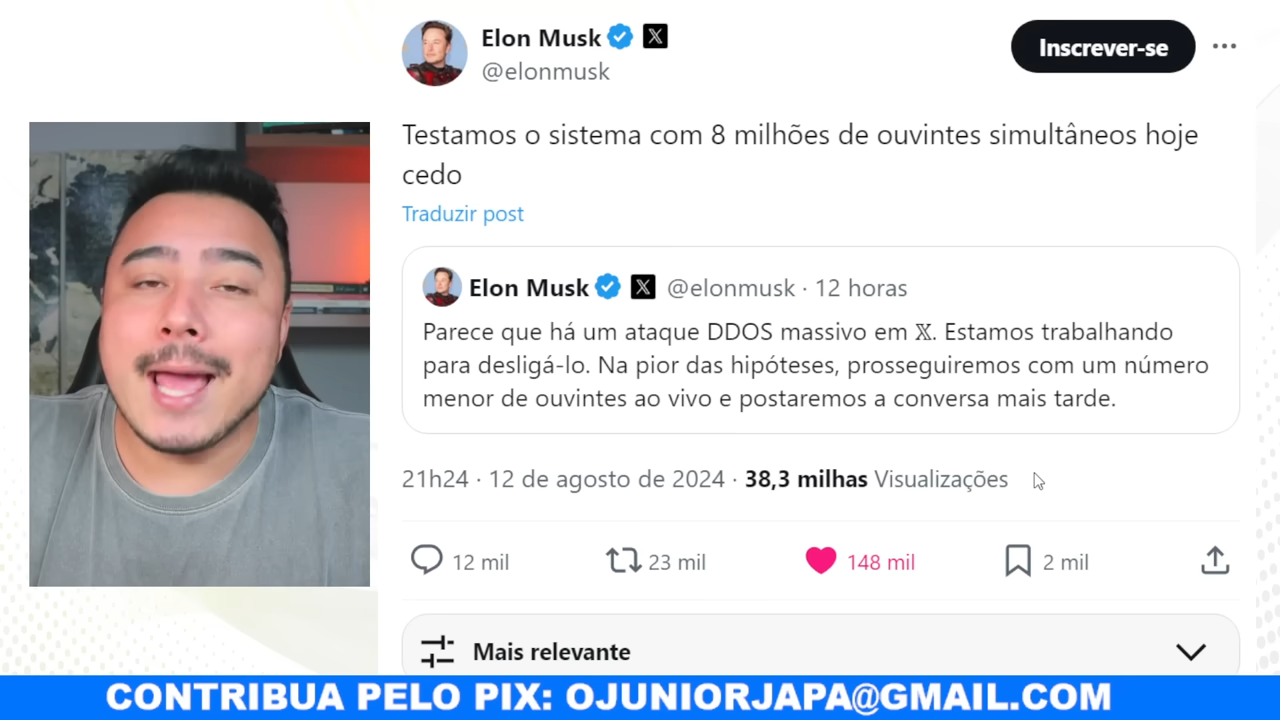 Elon Musk
@elonmusk
Inscrever-se
Testamos o sistema com 8 milhões de ouvintes simultâneos hoje
cedo
Traduzir post
Elon Musk @elonmusk · 12 horas
Parece que há um ataque DDOS massivo em 𝕏. Estamos trabalhando
para desligá-lo. Na pior das hipóteses, prosseguiremos com um número
menor de ouvintes ao vivo e postaremos a conversa mais tarde.
21h24 · 12 de agosto de 2024 · 38,3 milhas Visualizações
12 mil 23 mil 148 mil 2 mil
Mais relevante
CONTRIBUA PELO PIX: OJUNIORJAPA@GMAIL.COM